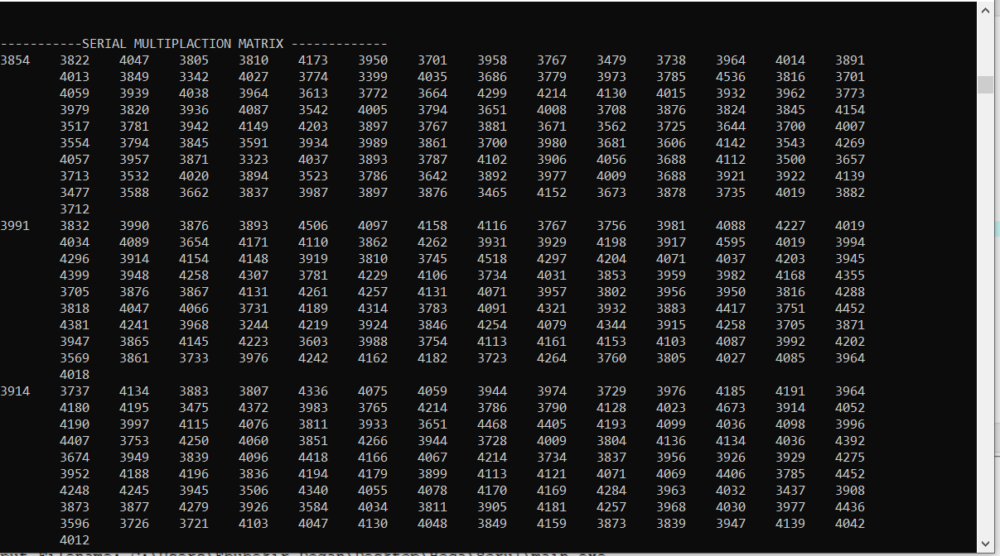 -----------SERIAL MULTIPLACTION MATRIX -------------
3854 3822 4047 3805 3810 4173 3950 3701 3958 3767 3479 3738 3964 4014 3891
4013 3849 3342 4027 3774 3399 4035 3686 3779 3973 3785 4536 3816 3701
4059 3939 4038 3964 3613 3772 3664 4299 4214 4130 4015 3932 3962 3773
3979 3820 3936 4087 3542 4005 3794 3651 4008 3708 3876 3824 3845 4154
3517 3781 3942 4149 4203 3897 3767 3881 3671 3562 3725 3644 3700 4007
3554 3794 3845 3591 3934 3989 3861 3700 3980 3681 3606 4142 3543 4269
4057 3957 3871 3323 4037 3893 3787 4102 3906 4056 3688 4112 3500 3657
3713 3532 4020 3894 3523 3786 3642 3892 3977 4009 3688 3921 3922 4139
3477 3588 3662 3837 3987 3897 3876 3465 4152 3673 3878 3735 4019 3882
3712
3991 3832 3990 3876 3893 4506 4097 4158 4116 3767 3756 3981 4088 4227 4019
4034 4089 3654 4171 4110 3862 4262 3931 3929 4198 3917 4595 4019 3994
4296 3914 4154 4148 3919 3810 3745 4518 4297 4204 4071 4037 4203 3945
4399 3948 4258 4307 3781 4229 4106 3734 4031 3853 3959 3982 4168 4355
3705 3876 3867 4131 4261 4257 4131 4071 3957 3802 3956 3950 3816 4288
3818 4047 4066 3731 4189 4314 3783 4091 4321 3932 3883 4417 3751 4452
4381 4241 3968 3244 4219 3924 3846 4254 4079 4344 3915 4258 3705 3871
3947 3865 4145 4223 3603 3988 3754 4113 4161 4153 4103 4087 3992 4202
3569 3861 3733 3976 4242 4162 4182 3723 4264 3760 3805 4027 4085 3964
4018
3914 3737 4134 3883 3807 4336 4075 4059 3944 3974 3729 3976 4185 4191 3964
4180 4195 3475 4372 3983 3765 4214 3786 3790 4128 4023 4673 3914 4052
4190 3997 4115 4076 3811 3933 3651 4468 4405 4193 4099 4036 4098 3996
4407 3753 4250 4060 3851 4266 3944 3728 4009 3804 4136 4134 4036 4392
3674 3949 3839 4096 4418 4166 4067 4214 3734 3837 3956 3926 3929 4275
3952 4188 4196 3836 4194 4179 3899 4113 4121 4071 4069 4406 3785 4452
4248 4245 3945 3506 4340 4055 4078 4170 4169 4284 3963 4032 3437 3908
3873 3877 4279 3926 3584 4034 3811 3905 4181 4257 3968 4030 3977 4436
3596 3726 3721 4103 4047 4130 4048 3849 4159 3873 3839 3947 4139 4042
4012